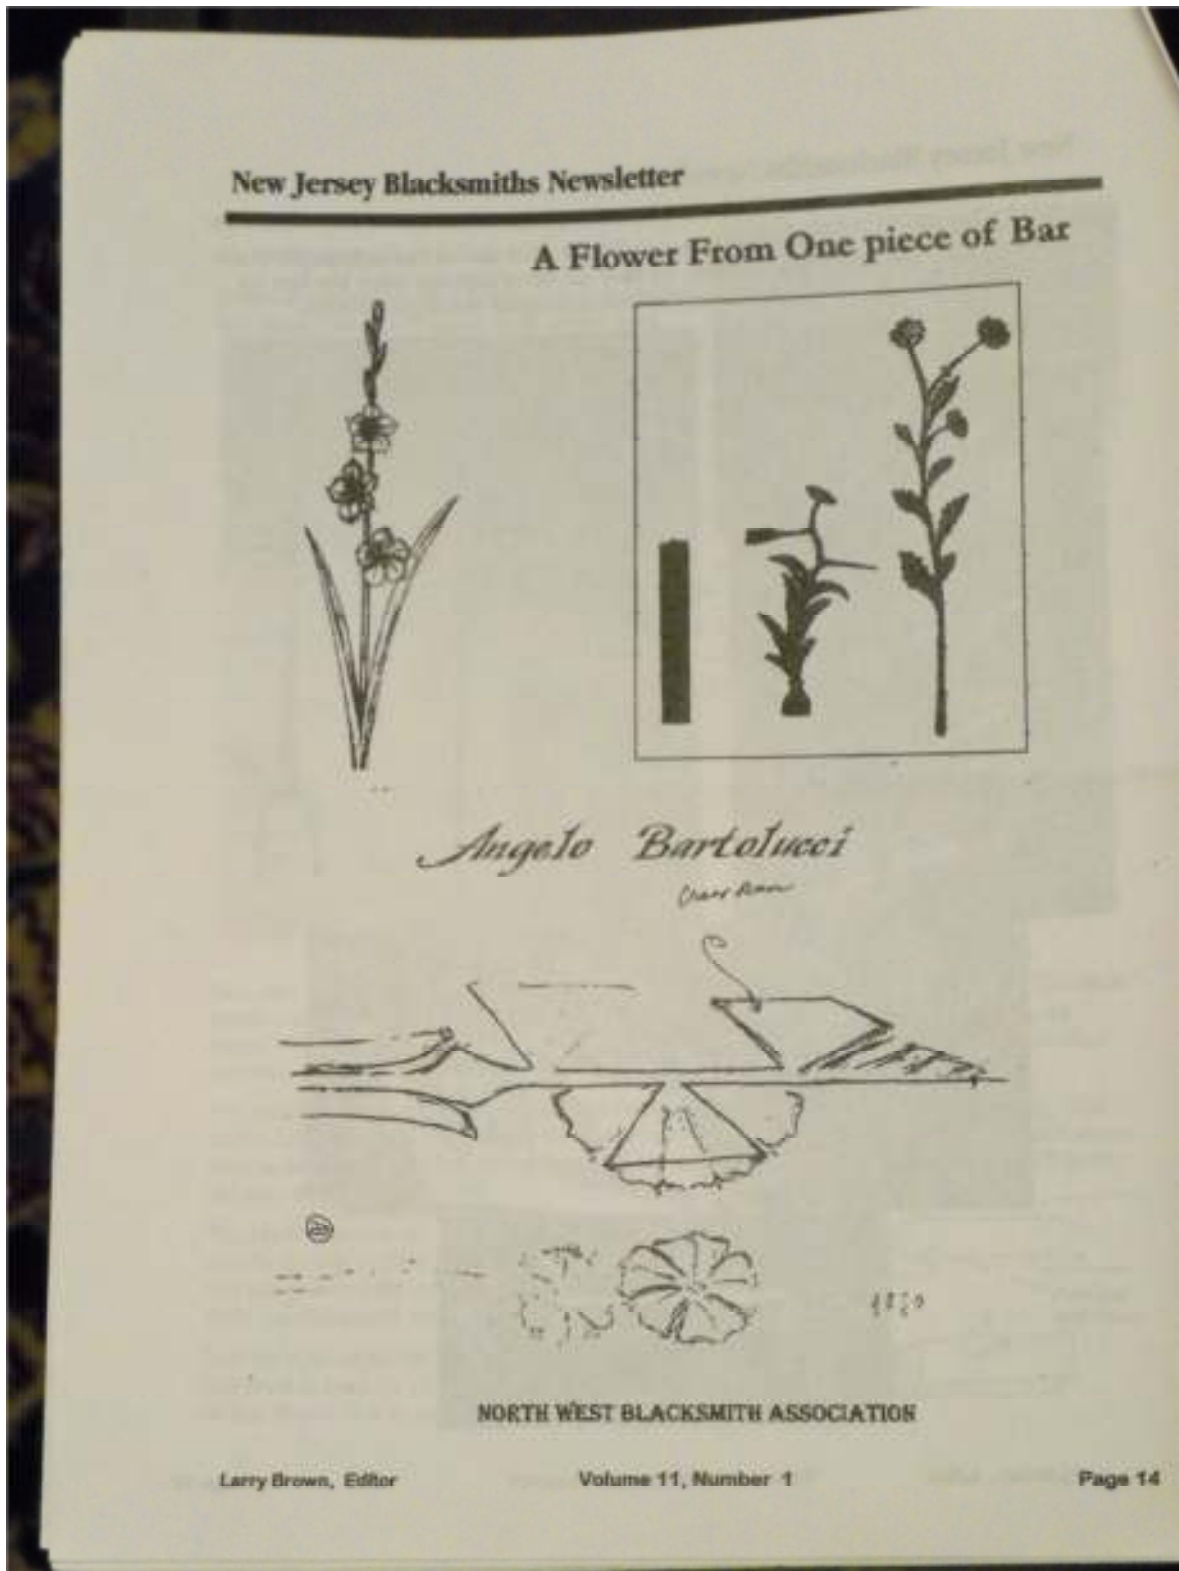 New Jersey Blacksmiths Newsletter
A Flower From One piece of Bar
Angelo Bartolucci
NORTH WEST BLACKSMITH ASSOCIATION
Larry Brown, Editor
Volume 11, Number 1
Page 14